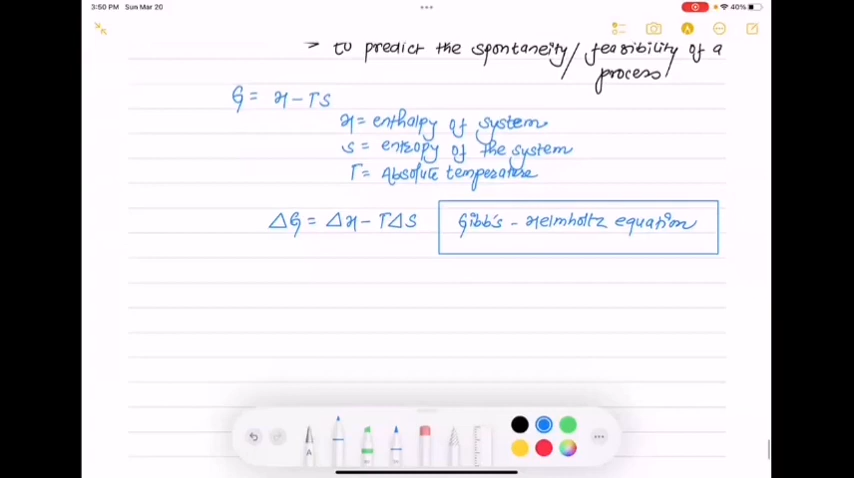 3:50 PM Sun Mar 20
40%
> to predict the spontaneity/feasibility of a
process
G = H - TS
H = enthalpy of system
S = entropy of the system
T = Absolute temperature
ΔG = ΔH - TΔS
Gibb's - Helmholtz equation
A